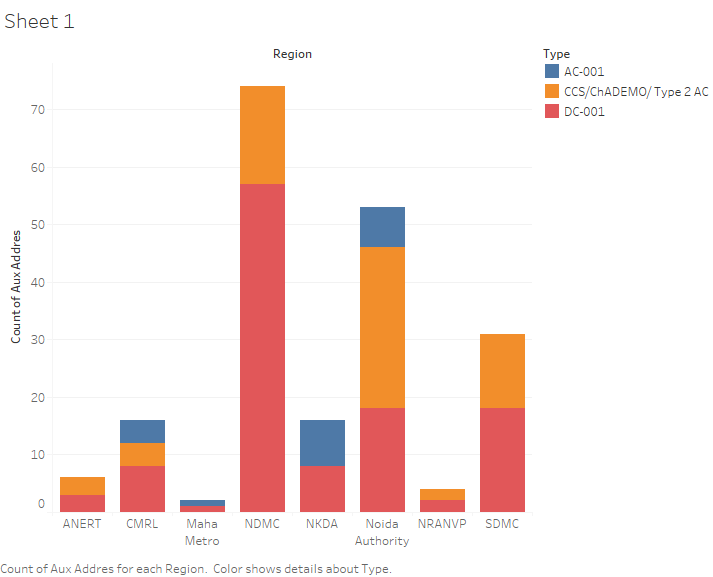 Sheet 1
Region
Type
AC-001
CCS/ChADEMO/ Type 2 AC
DC-001
70
60
50
40
30
20
10
0
Count of Aux Addres
ANERT
CMRL
Maha
Metro
NDMC
NKDA
Noida
Authority
NRANVP
SDMC
Count of Aux Addres for each Region. Color shows details about Type.